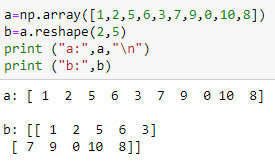 a=np.array([1,2,5,6,3,7,9,0,10,8])
b=a.reshape(2,5)
print ("a:",a,"\n")
print ("b:",b)
a: [ 1  2  5  6  3  7  9  0 10  8]
b: [[ 1  2  5  6  3]
 [ 7  9  0 10  8]]